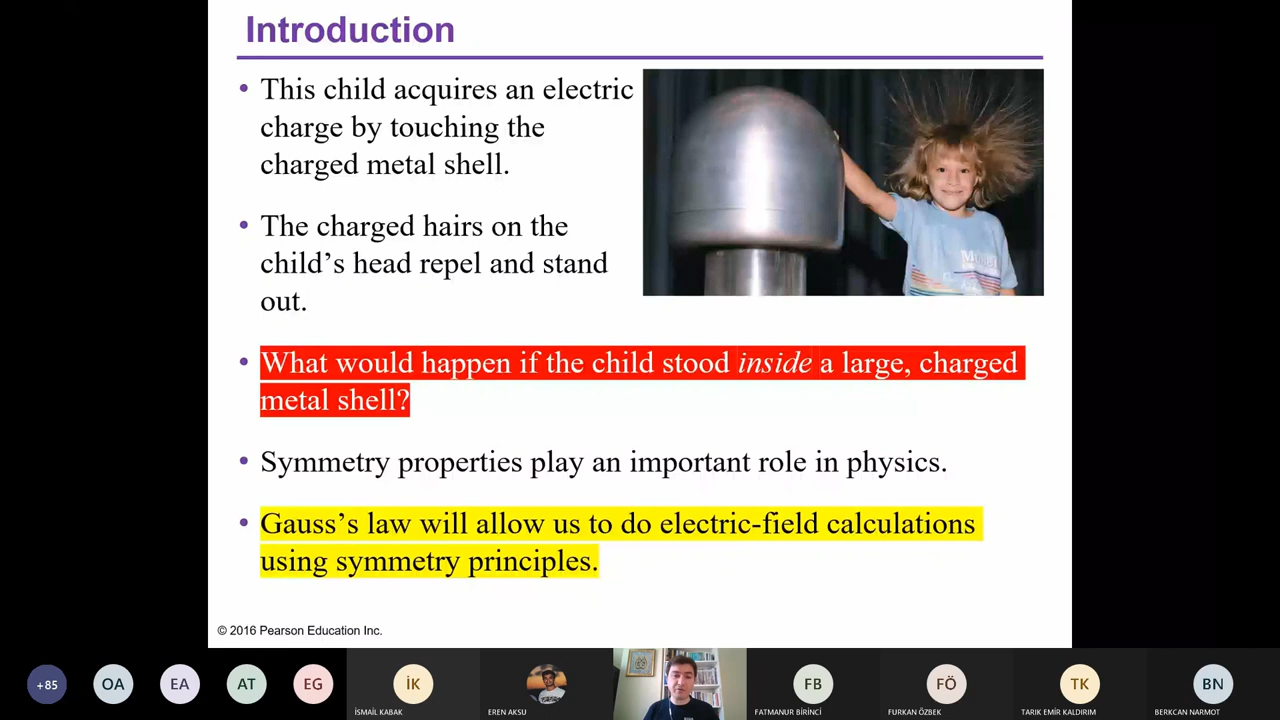 Introduction
• This child acquires an electric
charge by touching the
charged metal shell.
• The charged hairs on the
child’s head repel and stand
out.
• What would happen if the child stood inside a large, charged
metal shell?
• Symmetry properties play an important role in physics.
• Gauss’s law will allow us to do electric-field calculations
using symmetry principles.
© 2016 Pearson Education Inc.
+85
OA
EA
AT
EG
İK
FB
FÖ
TK
BN
İSMAİL KABAK
EREN AKSU
FATMANUR BİRİNCİ
FURKAN ÖZBEK
TARIK EMİR KALDIRIM
BERKCAN NARMOT